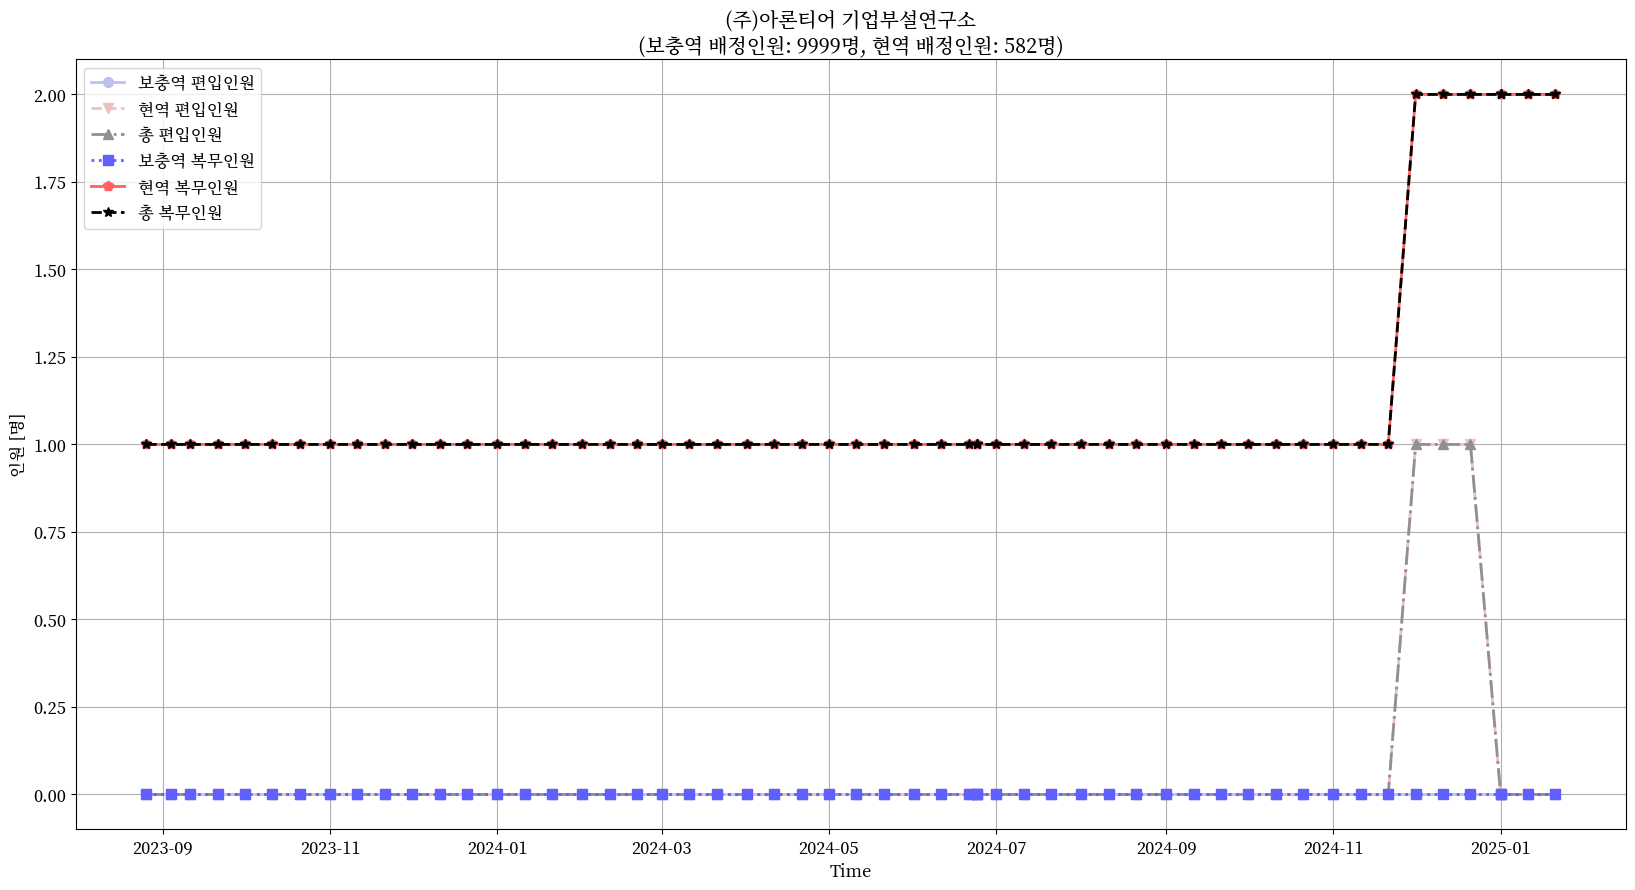 (주)아론티어 기업부설연구소
(보충역 배정인원: 9999명, 현역 배정인원: 582명)
보충역 편입인원
현역 편입인원
총 편입인원
보충역 복무인원
현역 복무인원
총 복무인원
2.00
1.75
1.50
1.25
1.00
0.75
0.50
0.25
0.00
인원 [명]
2023-09 2023-11 2024-01 2024-03 2024-05 2024-07 2024-09 2024-11 2025-01
Time